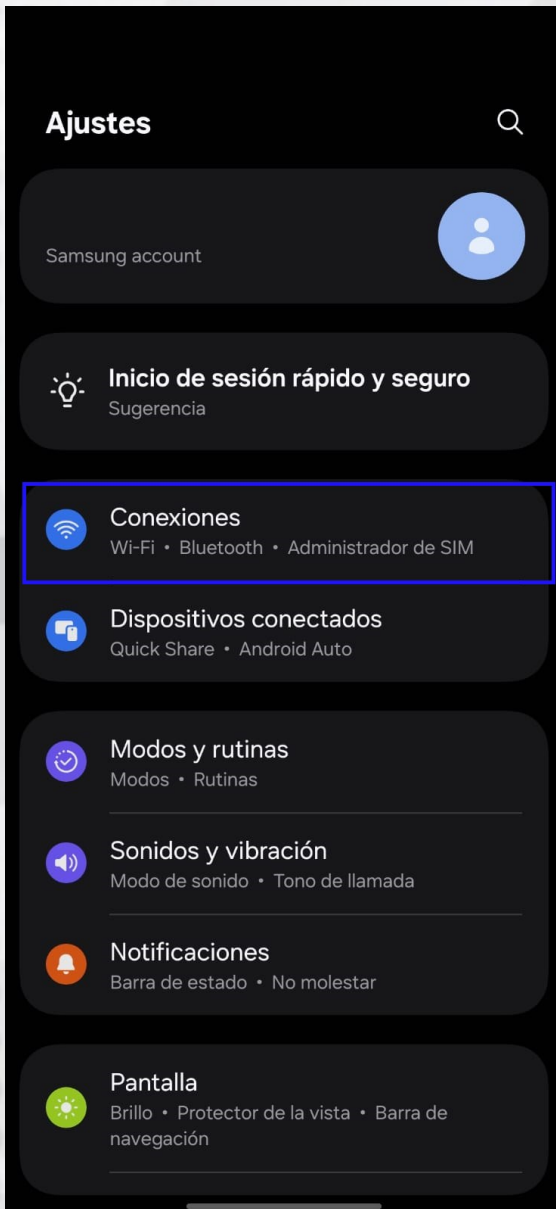 Ajustes
Samsung account
Inicio de sesión rápido y seguro
Sugerencia
Conexiones
Wi-Fi • Bluetooth • Administrador de SIM
Dispositivos conectados
Quick Share • Android Auto
Modos y rutinas
Modos • Rutinas
Sonidos y vibración
Modo de sonido • Tono de llamada
Notificaciones
Barra de estado • No molestar
Pantalla
Brillo • Protector de la vista • Barra de
navegación